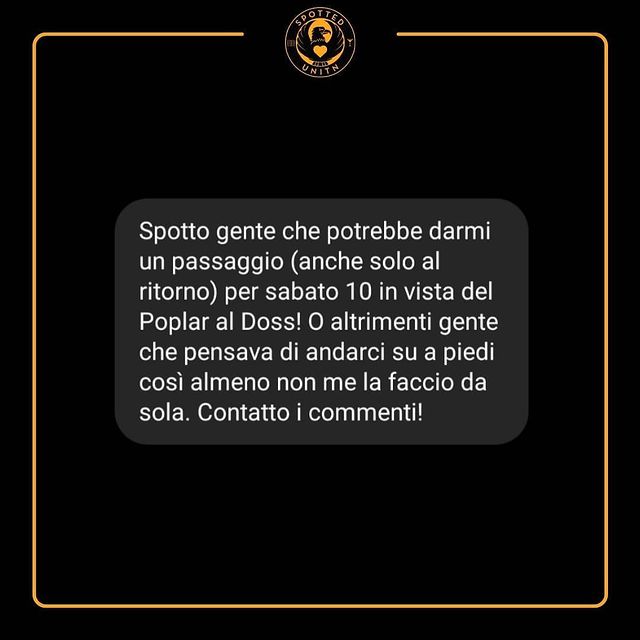 SPOTTED
UNITN
Spotto gente che potrebbe darmi
un passaggio (anche solo al
ritorno) per sabato 10 in vista del
Poplar al Doss! O altrimenti gente
che pensava di andarci su a piedi
così almeno non me la faccio da
sola. Contatto i commenti!